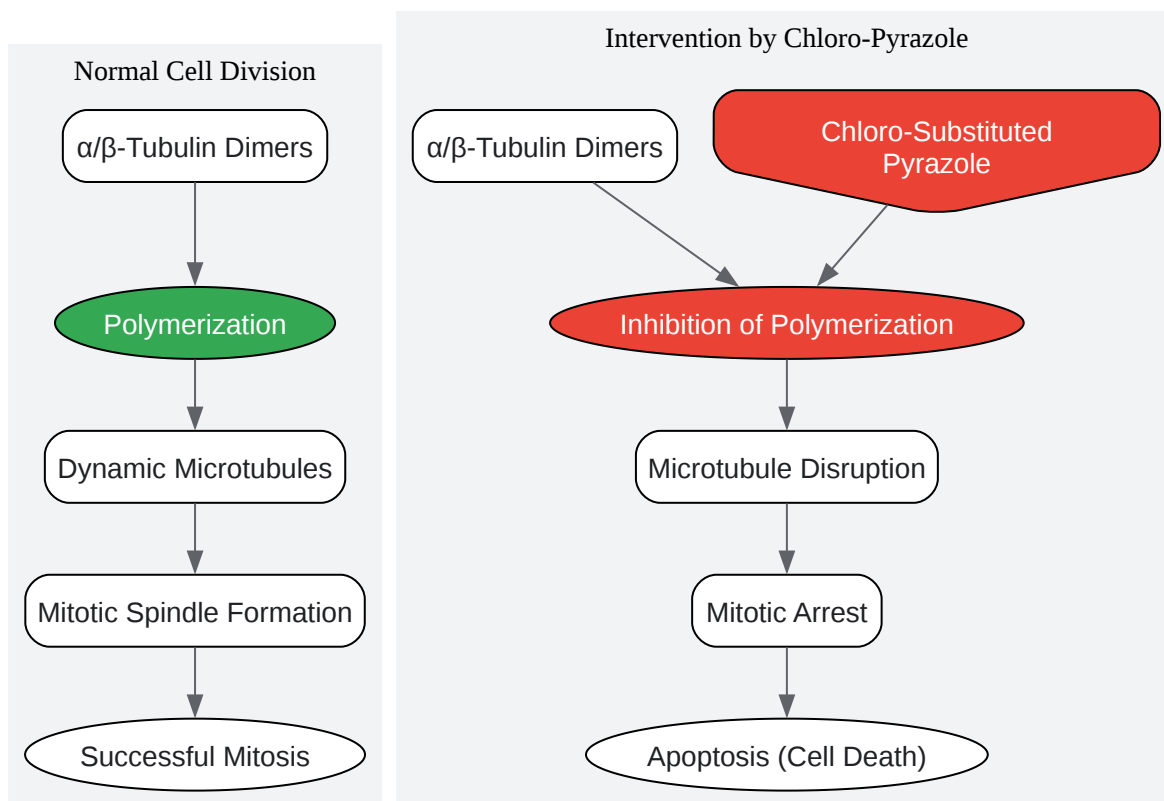 Normal Cell Division
α/β-Tubulin Dimers
Polymerization
Dynamic Microtubules
Mitotic Spindle Formation
Successful Mitosis
Intervention by Chloro-Pyrazole
α/β-Tubulin Dimers
Chloro-Substituted
Pyrazole
Inhibition of Polymerization
Microtubule Disruption
Mitotic Arrest
Apoptosis (Cell Death)